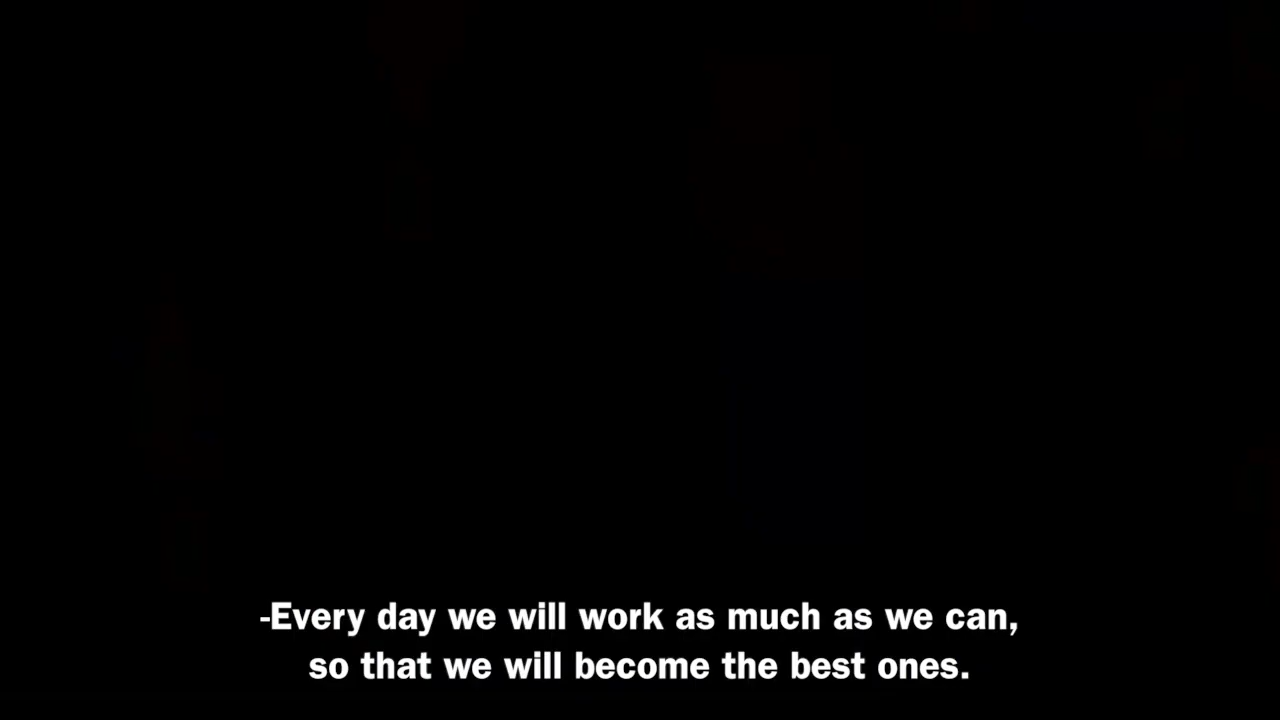 -Every day we will work as much as we can,
so that we will become the best ones.